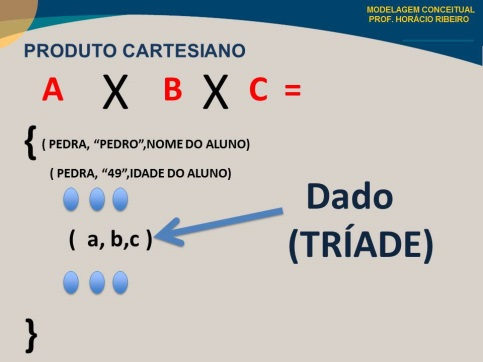 MODELAGEM CONCEITUAL
PROF. HORÁCIO RIBEIRO
PRODUTO CARTESIANO
A X B X C =
{ ( PEDRA, “PEDRO”,NOME DO ALUNO)
( PEDRA, “49”,IDADE DO ALUNO)
( a, b,c )
Dado
(TRÍADE)
}